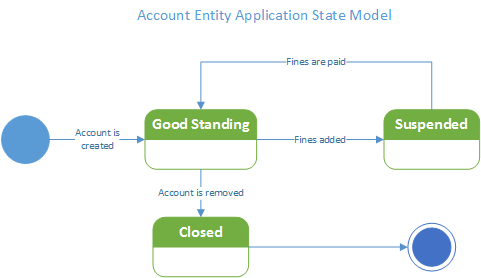 Account Entity Application State Model
Fines are paid
Good Standing
Suspended
Account is
created
Fines added
Account is removed
Closed